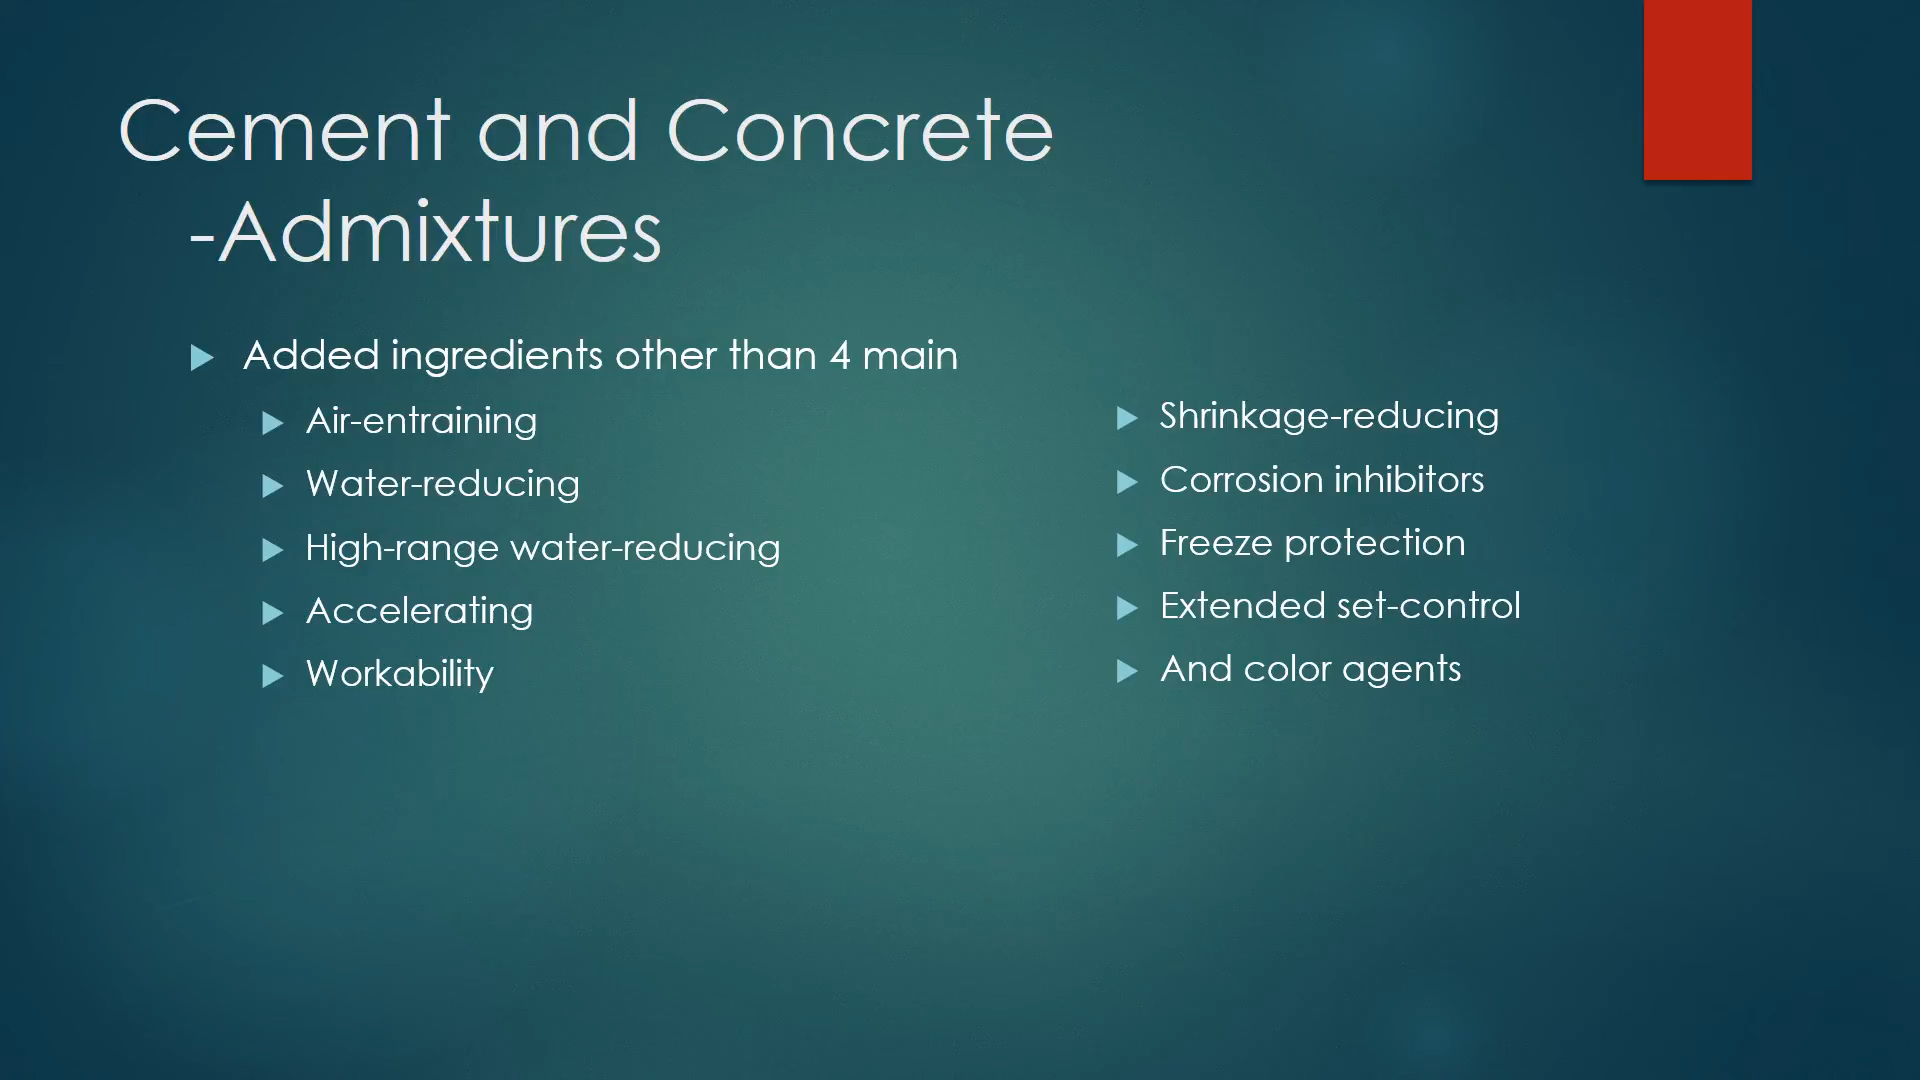 Cement and Concrete
-Admixtures
Added ingredients other than 4 main
Air-entraining
Water-reducing
High-range water-reducing
Accelerating
Workability
Shrinkage-reducing
Corrosion inhibitors
Freeze protection
Extended set-control
And color agents